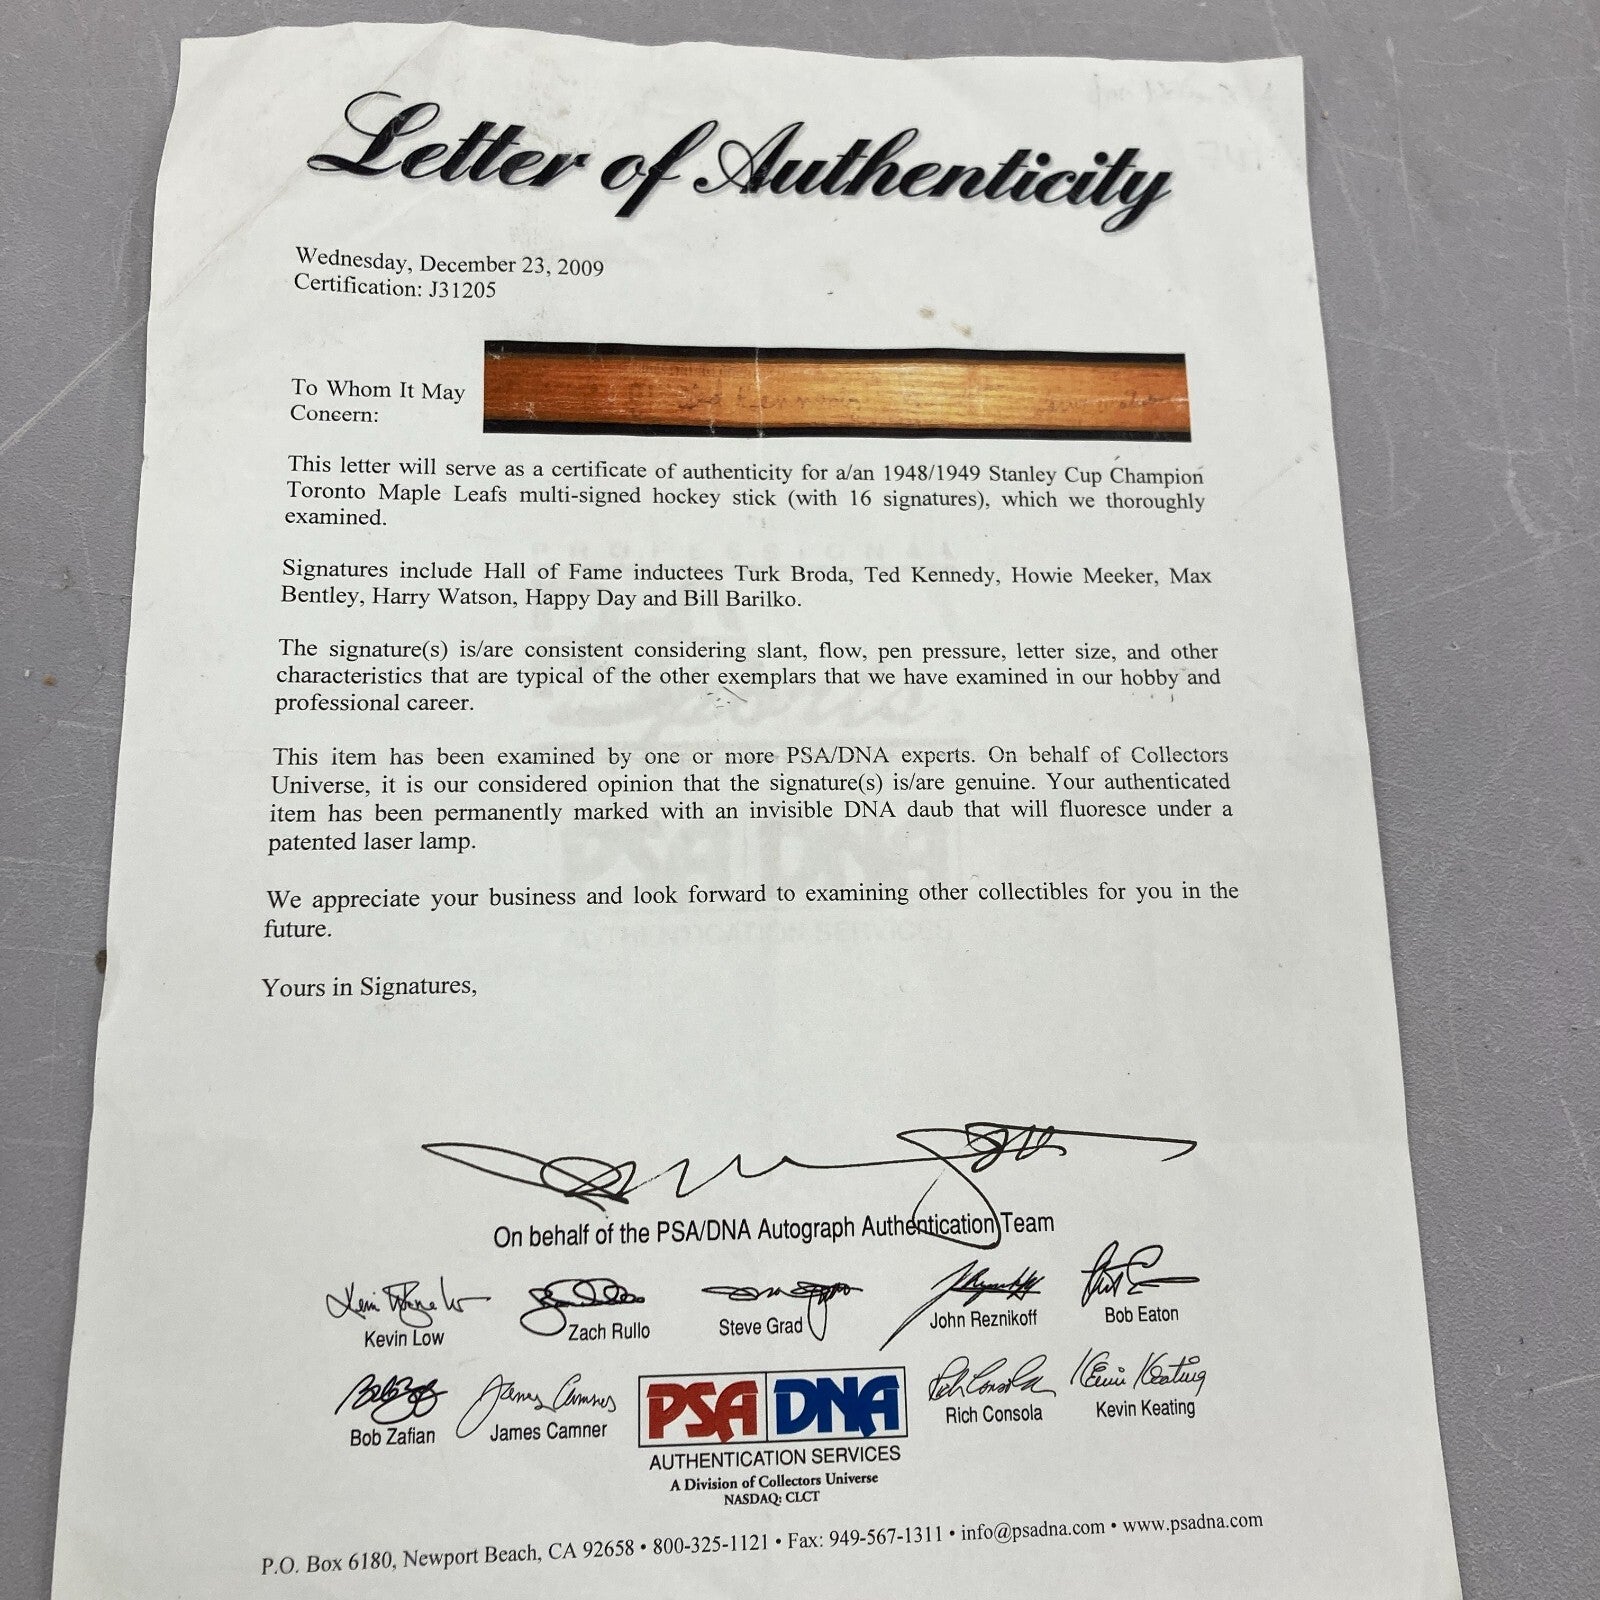 Letter of Authenticity
Wednesday, December 23, 2009
Certification: J31205
To Whom It May
Concern:
This letter will serve as a certificate of authenticity for a/an 1948/1949 Stanley Cup Champion
Toronto Maple Leafs multi-signed hockey stick (with 16 signatures), which we thoroughly
examined.
Signatures include Hall of Fame inductees Turk Broda, Ted Kennedy, Howie Meeker, Max
Bentley, Harry Watson, Happy Day and Bill Barilko.
The signature(s) is/are consistent considering slant, flow, pen pressure, letter size, and other
characteristics that are typical of the other exemplars that we have examined in our hobby and
professional career.
This item has been examined by one or more PSA/DNA experts. On behalf of Collectors
Universe, it is our considered opinion that the signature(s) is/are genuine. Your authenticated
item has been permanently marked with an invisible DNA daub that will fluoresce under a
patented laser lamp.
We appreciate your business and look forward to examining other collectibles for you in the
future.
Yours in Signatures,
On behalf of the PSA/DNA Autograph Authentication Team
Kevin Low Zach Rullo Steve Grad John Reznikoff Bob Eaton
James Camner Rich Consola Kevin Keating
Bob Zafian James Camner Rich Consola Kevin Keating
PSA DNA
AUTHENTICATION SERVICES
A Division of Collectors Universe
NASDAQ: CLCT
P.O. Box 6180, Newport Beach, CA 92658 • 800-325-1121 • Fax: 949-567-1311 • info@psadna.com • www.psadna.com